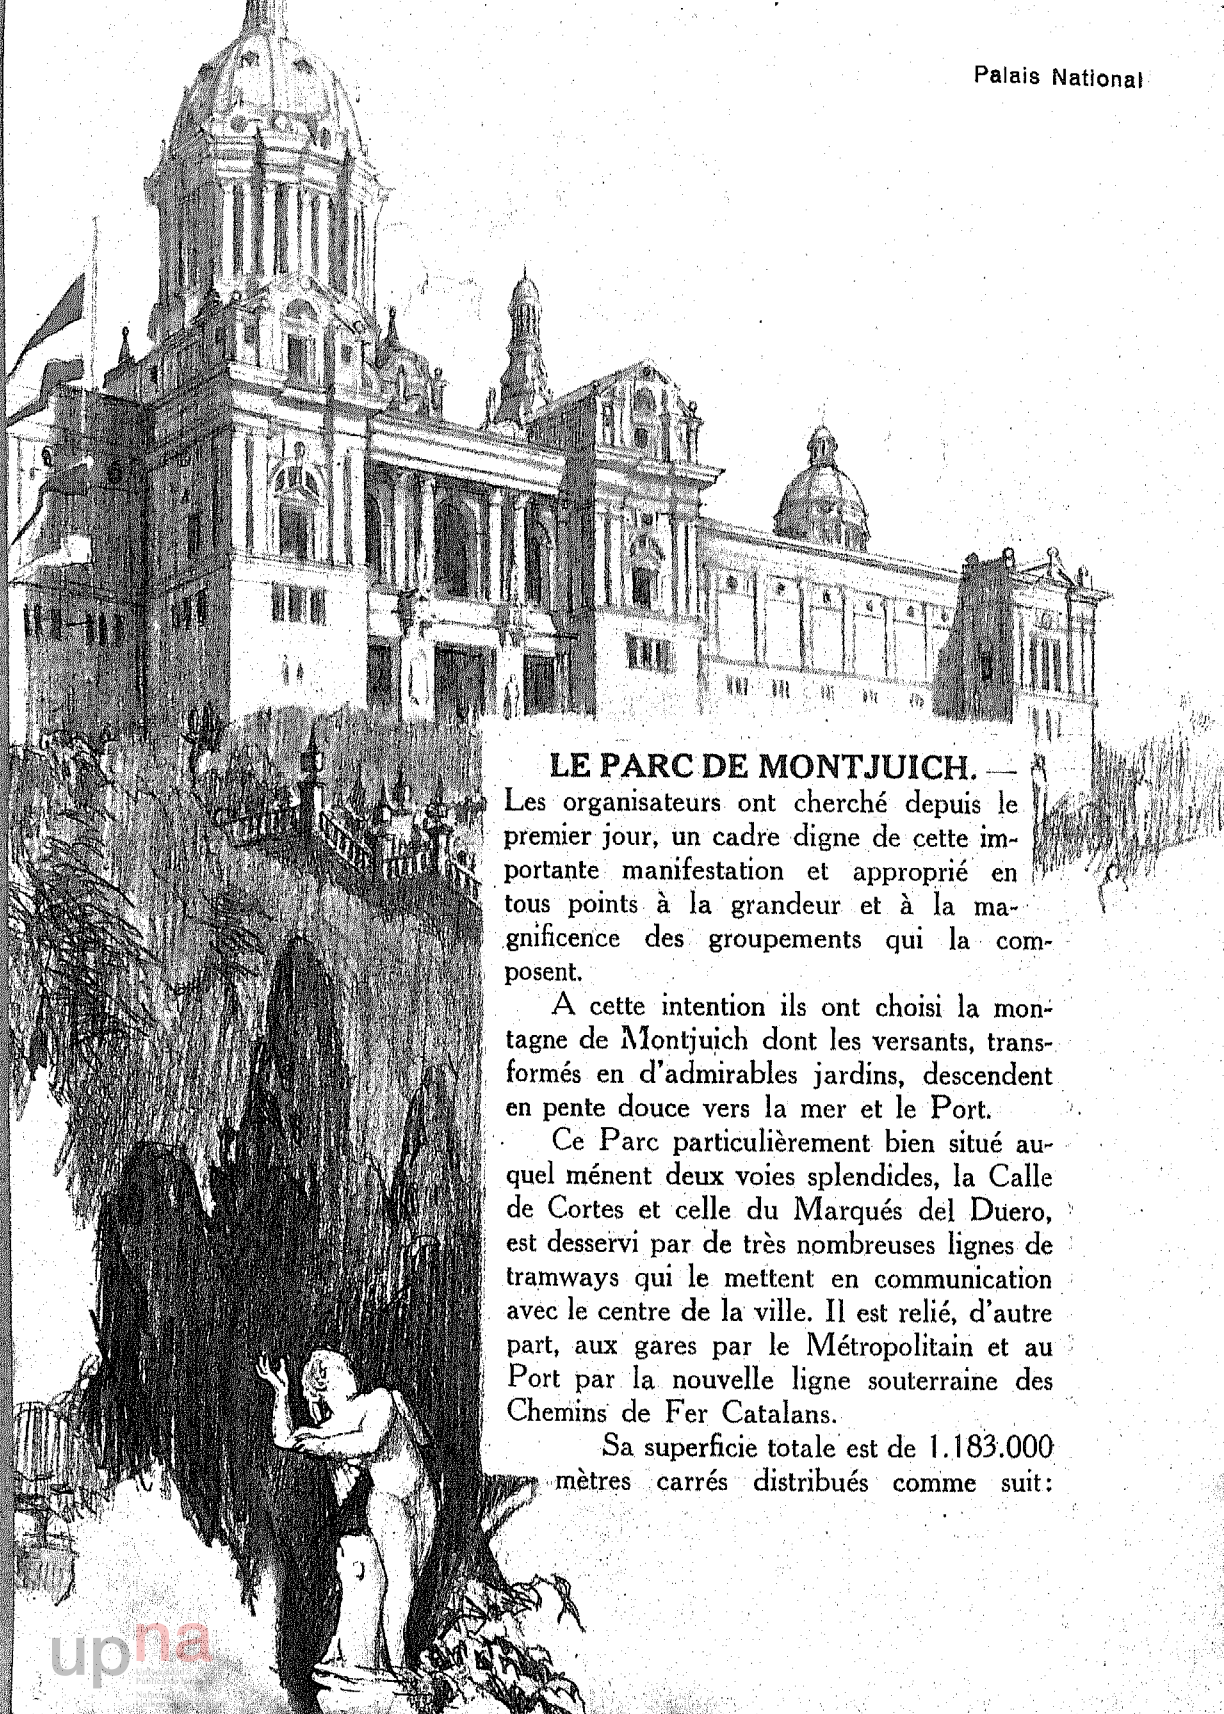 Palais National
LE PARC DE MONTJUICH. —
Les organisateurs ont cherché depuis le
premier jour, un cadre digne de cette im-
portante manifestation et approprié en
tous points à la grandeur et à la ma-
gnificence des groupements qui la com-
posent.
A cette intention ils ont choisi la mon-
tagne de Montjuich dont les versants, trans-
formés en d'admirables jardins, descendent
en pente douce vers la mer et le Port.
Ce Parc particulièrement bien situé au-
quel ménent deux voies splendides, la Calle
de Cortes et celle du Marqués del Duero,
est desservi par de très nombreuses lignes de
tramways qui le mettent en communication
avec le centre de la ville. Il est relié, d'autre
part, aux gares par le Métropolitain et au
Port par la nouvelle ligne souterraine des
Chemins de Fer Catalans.
Sa superficie totale est de 1.183.000
mètres carrés distribués comme suit:
upna